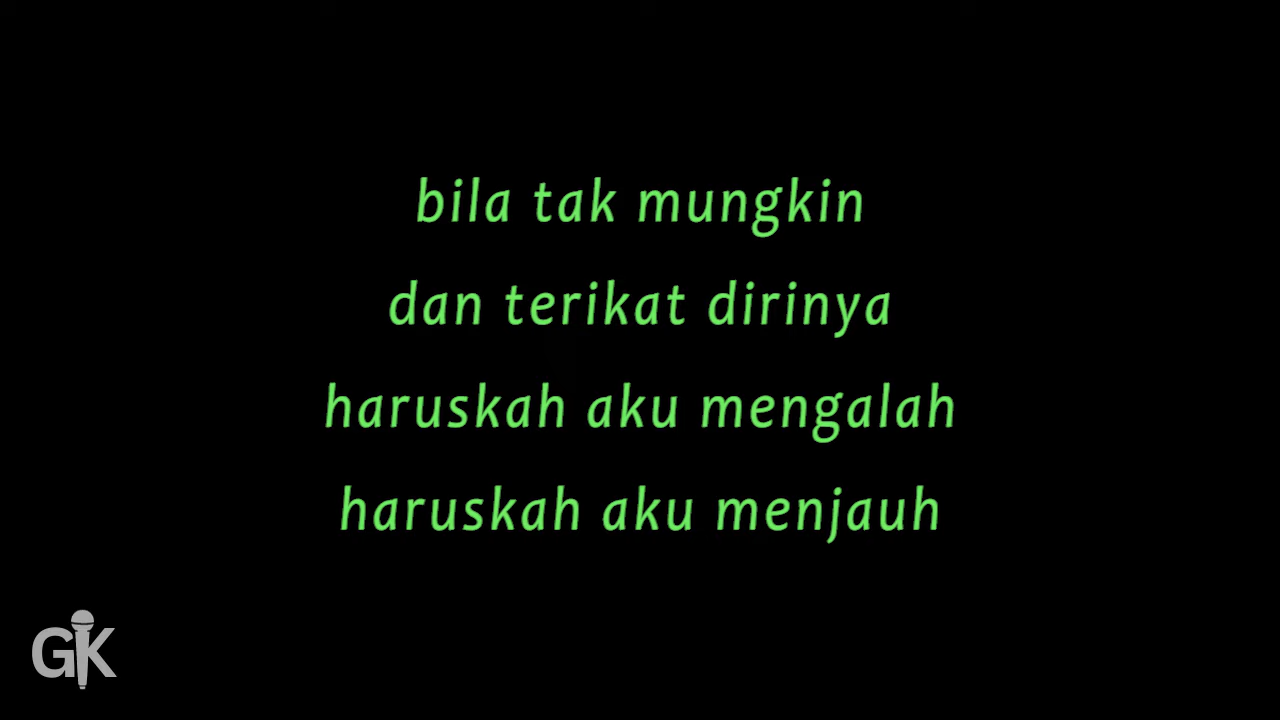 bila tak mungkin
dan terikat dirinya
haruskah aku mengalah
haruskah aku menjauh
GK